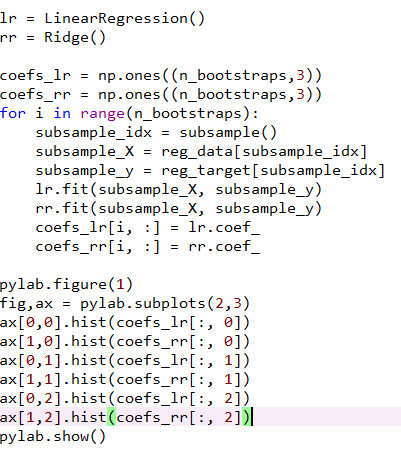 lr = LinearRegression()
rr = Ridge()

coefs_lr = np.ones((n_bootstraps,3))
coefs_rr = np.ones((n_bootstraps,3))
for i in range(n_bootstraps):
    subsample_idx = subsample()
    subsample_X = reg_data[subsample_idx]
    subsample_y = reg_target[subsample_idx]
    lr.fit(subsample_X, subsample_y)
    rr.fit(subsample_X, subsample_y)
    coefs_lr[i, :] = lr.coef_
    coefs_rr[i, :] = rr.coef_

pylab.figure(1)
fig,ax = pylab.subplots(2,3)
ax[0,0].hist(coefs_lr[:, 0])
ax[1,0].hist(coefs_rr[:, 0])
ax[0,1].hist(coefs_lr[:, 1])
ax[1,1].hist(coefs_rr[:, 1])
ax[0,2].hist(coefs_lr[:, 2])
ax[1,2].hist(coefs_rr[:, 2])
pylab.show()